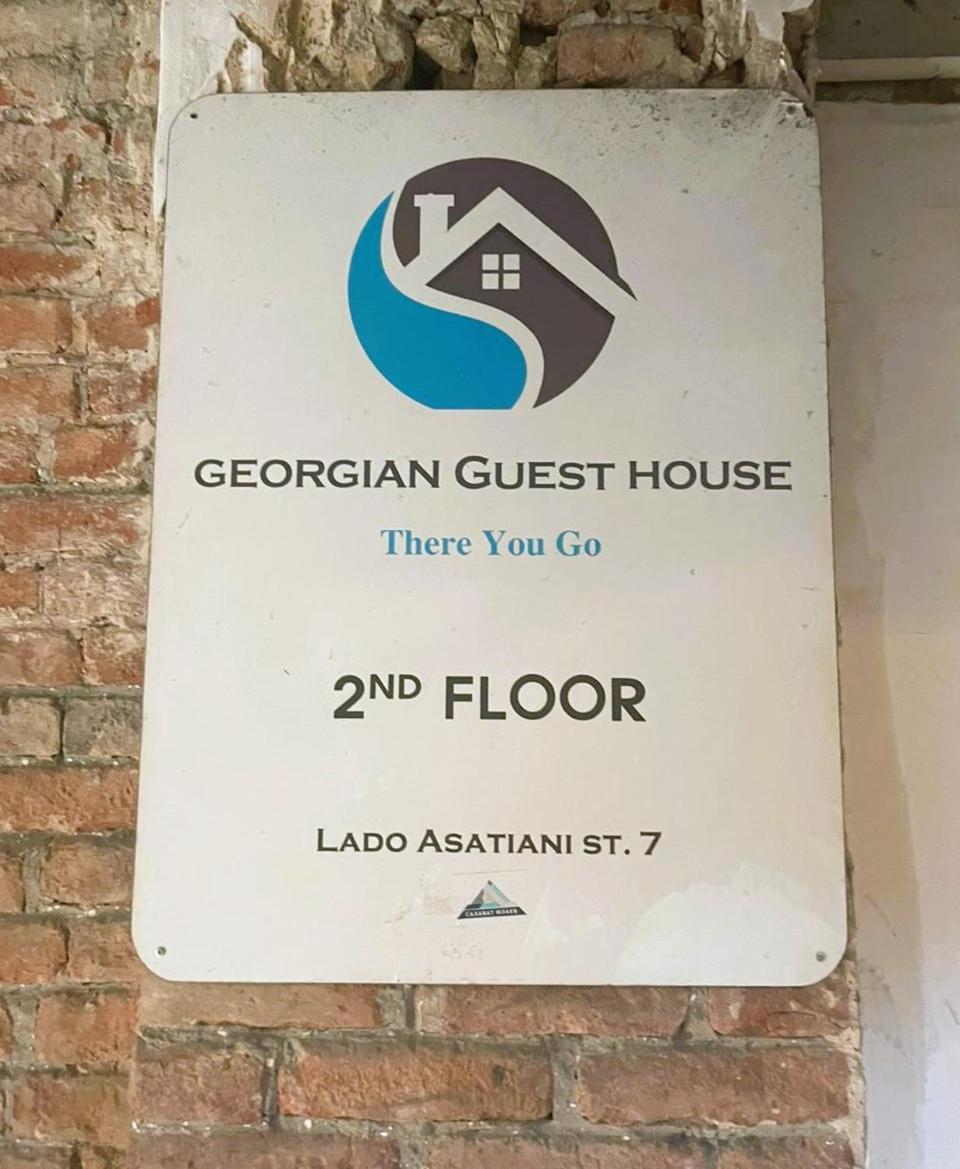 GEORGIAN GUEST HOUSE
There You Go
2ND FLOOR
LADO ASATIANI ST. 7